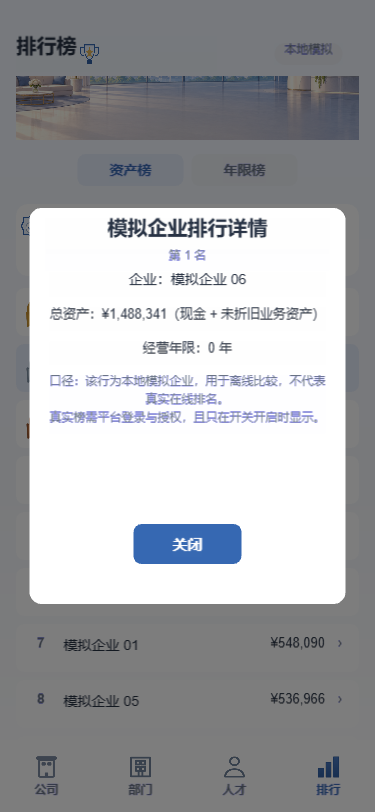 排行榜
本地模拟
资产榜
年限榜
模拟企业排行详情
第 1 名
企业：模拟企业 06
总资产：¥1,488,341（现金 + 未折旧业务资产）
经营年限：0 年
口径：该行为本地模拟企业，用于离线比较，不代表
真实在线排名。
真实榜需平台登录与授权，且只在开关开启时显示。
关闭
7 模拟企业 01 ¥548,090 ›
8 模拟企业 05 ¥536,966 ›
公司
部门
人才
排行